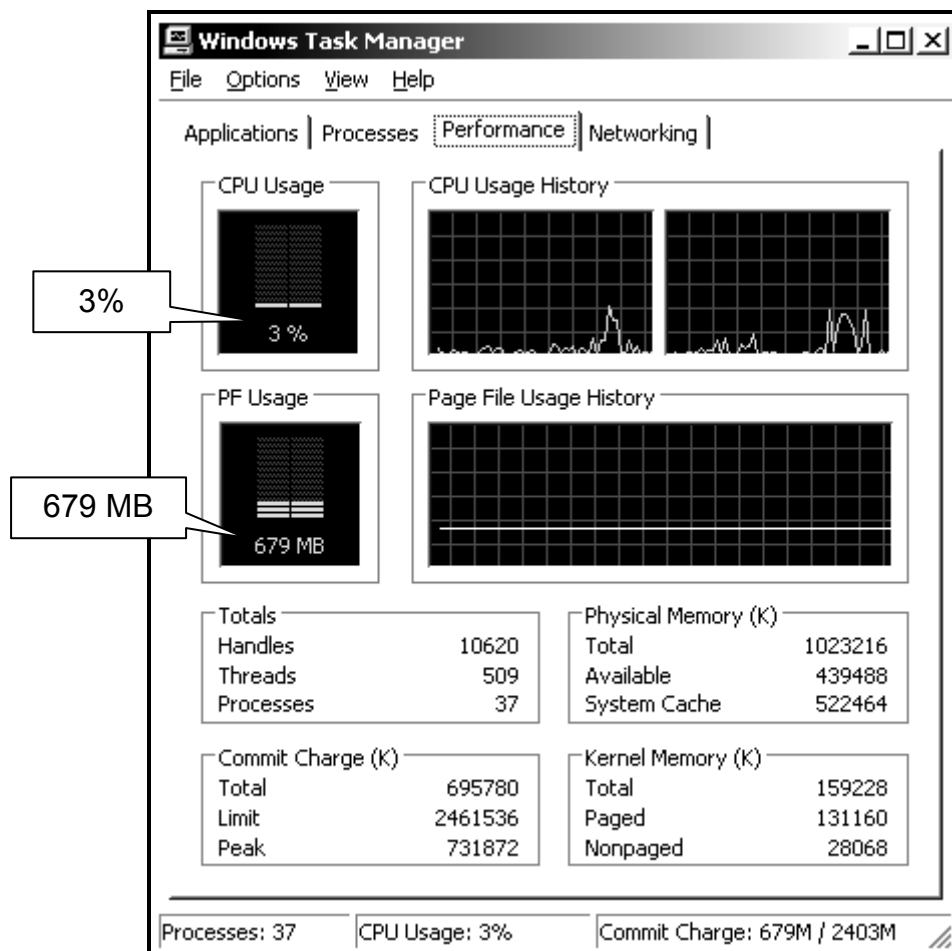 Windows Task Manager
File Options View Help
Applications Processes Performance Networking
CPU Usage
CPU Usage History
3%
3 %
PF Usage
Page File Usage History
679 MB
679 MB
Totals
Handles 10620
Threads 509
Processes 37
Physical Memory (K)
Total 1023216
Available 439488
System Cache 522464
Commit Charge (K)
Total 695780
Limit 2461536
Peak 731872
Kernel Memory (K)
Total 159228
Paged 131160
Nonpaged 28068
Processes: 37 CPU Usage: 3% Commit Charge: 679M / 2403M